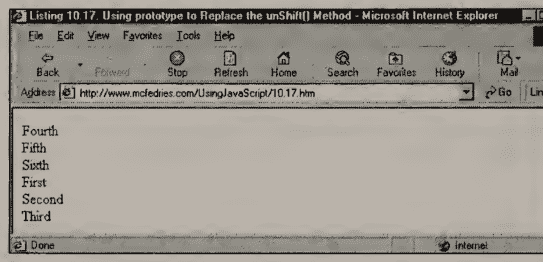 Listing 10.17. Using prototype to Replace the unShift() Method - Microsoft Internet Explorer
File Edit View Favorites Tools Help
Back Forward Stop Refresh Home Search Favorites History Mail
Address http://www.mcfedries.com/UsingJavaScript/10.17.htm Go Lin
Fourth
Fifth
Sixth
First
Second
Third
Done Internet